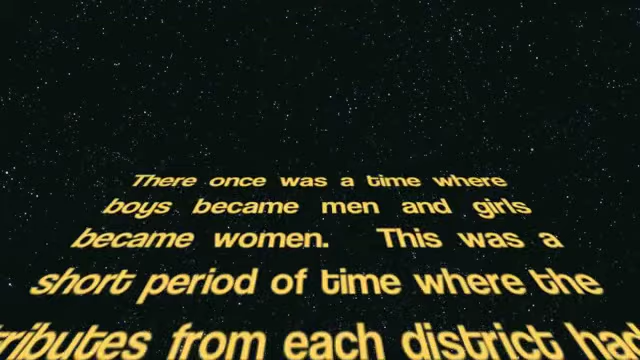 There once was a time where
boys became men and girls
became women. This was a
short period of time where the
tributes from each district had